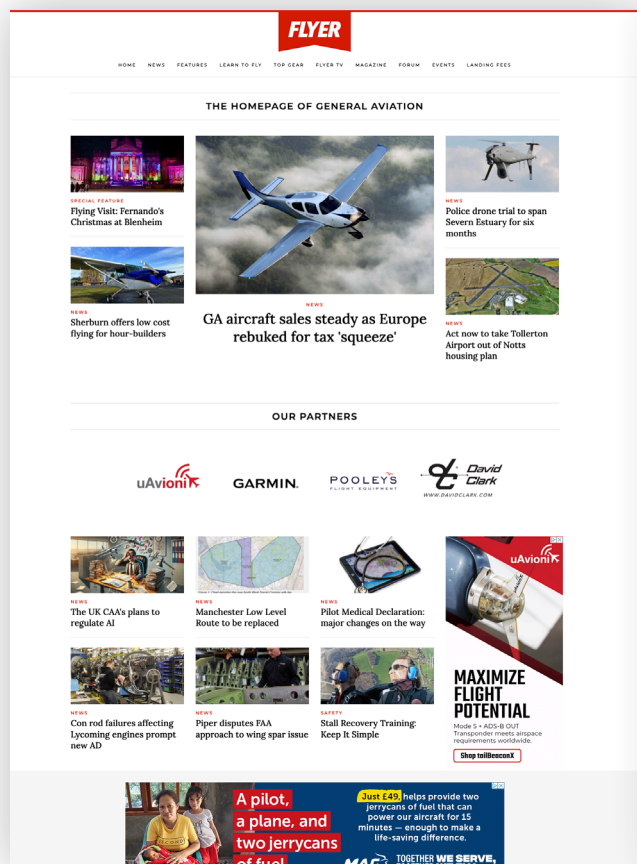 FLYER
HOME NEWS FEATURES LEARN TO FLY TOP GEAR FLYER TV MAGAZINE FORUM EVENTS LANDING FEES
THE HOMEPAGE OF GENERAL AVIATION
SPECIAL FEATURE
Flying Visit: Fernando's
Christmas at Blenheim
NEWS
Sherburn offers low cost
flying for hour-builders
NEWS
GA aircraft sales steady as Europe
rebuked for tax 'squeeze'
NEWS
Police drone trial to span
Severn Estuary for six
months
NEWS
Act now to take Tollerton
Airport out of Notts
housing plan
OUR PARTNERS
uAvionix
GARMIN.
POOLEYS
FLIGHT EQUIPMENT
David
Clark
WWW.DAVIDCLARK.COM
NEWS
The UK CAA's plans to
regulate AI
NEWS
Manchester Low Level
Route to be replaced
NEWS
Pilot Medical Declaration:
major changes on the way
NEWS
Con rod failures affecting
Lycoming engines prompt
new AD
NEWS
Piper disputes FAA
approach to wing spar issue
SAFETY
Stall Recovery Training:
Keep It Simple
uAvionix
MAXIMIZE
FLIGHT
POTENTIAL
Mode S + ADS-B OUT
Transponder meets airspace
requirements worldwide.
Shop tailBeaconX
A pilot,
a plane, and
two jerrycans
of fuel
Just £49, helps provide two
jerrycans of fuel that can
power our aircraft for 15
minutes — enough to make a
life-saving difference.
MAF
TOGETHER WE SERVE,